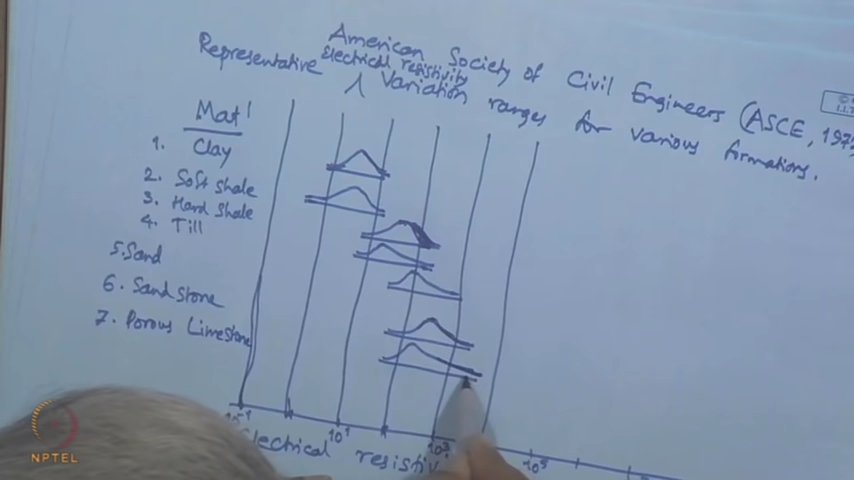 American Society of Civil Engineers (ASCE, 197
Electrical resistivity
Representative Variation ranges for various formations.
Mat'l
1. Clay
2. Soft shale
3. Hard shale
4. Till
5. Sand
6. Sand stone
7. Porous Limestone
10⁻¹ 10¹ 10³ 10⁵
Electrical resistiv
NPTEL